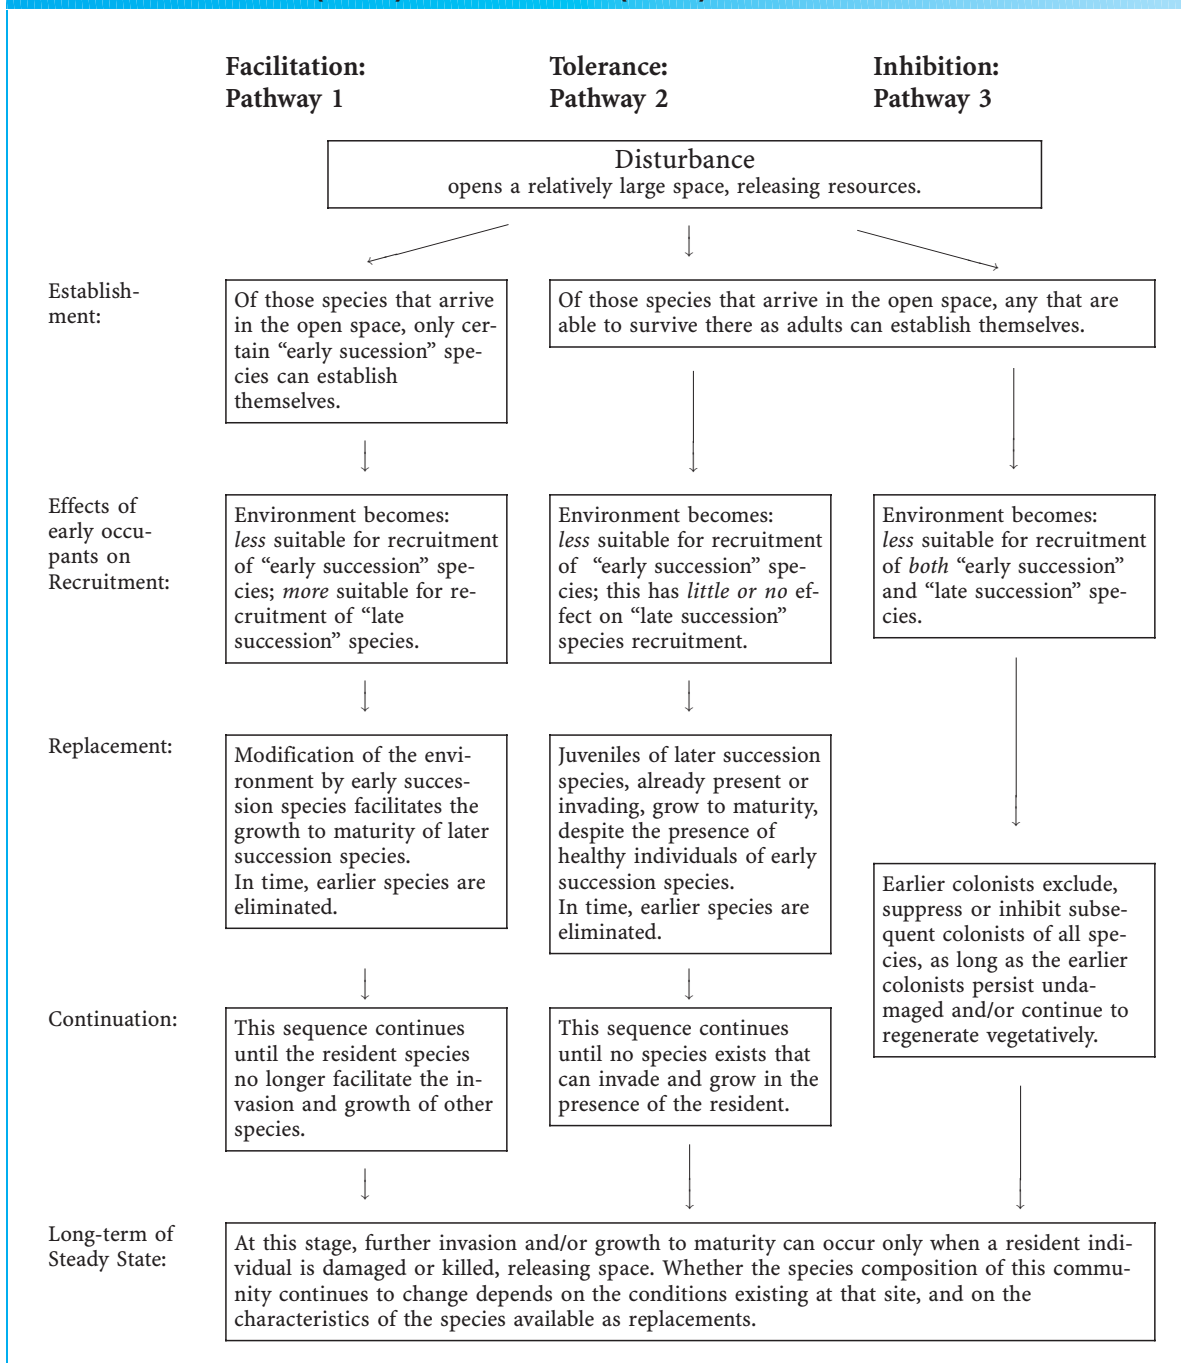 Facilitation:
Pathway 1
Tolerance:
Pathway 2
Inhibition:
Pathway 3
Disturbance
opens a relatively large space, releasing resources.
Establish-
ment:
Of those species that arrive
in the open space, only cer-
tain “early sucession” spe-
cies can establish
themselves.
Of those species that arrive in the open space, any that are
able to survive there as adults can establish themselves.
Effects of
early occu-
pants on
Recruitment:
Environment becomes:
less suitable for recruitment
of “early succession” spe-
cies; more suitable for re-
cruitment of “late
succession” species.
Environment becomes:
less suitable for recruitment
of “early succession” spe-
cies; this has little or no ef-
fect on “late succession”
species recruitment.
Environment becomes:
less suitable for recruitment
of both “early succession”
and “late succession” spe-
cies.
Replacement:
Modification of the envi-
ronment by early succes-
sion species facilitates the
growth to maturity of later
succession species.
In time, earlier species are
eliminated.
Juveniles of later succession
species, already present or
invading, grow to maturity,
despite the presence of
healthy individuals of early
succession species.
In time, earlier species are
eliminated.
Earlier colonists exclude,
suppress or inhibit subse-
quent colonists of all spe-
cies, as long as the earlier
colonists persist unda-
maged and/or continue to
regenerate vegetatively.
Continuation:
This sequence continues
until the resident species
no longer facilitate the in-
vasion and growth of other
species.
This sequence continues
until no species exists that
can invade and grow in the
presence of the resident.
Long-term of
Steady State:
At this stage, further invasion and/or growth to maturity can occur only when a resident indi-
vidual is damaged or killed, releasing space. Whether the species composition of this commu-
nity continues to change depends on the conditions existing at that site, and on the
characteristics of the species available as replacements.